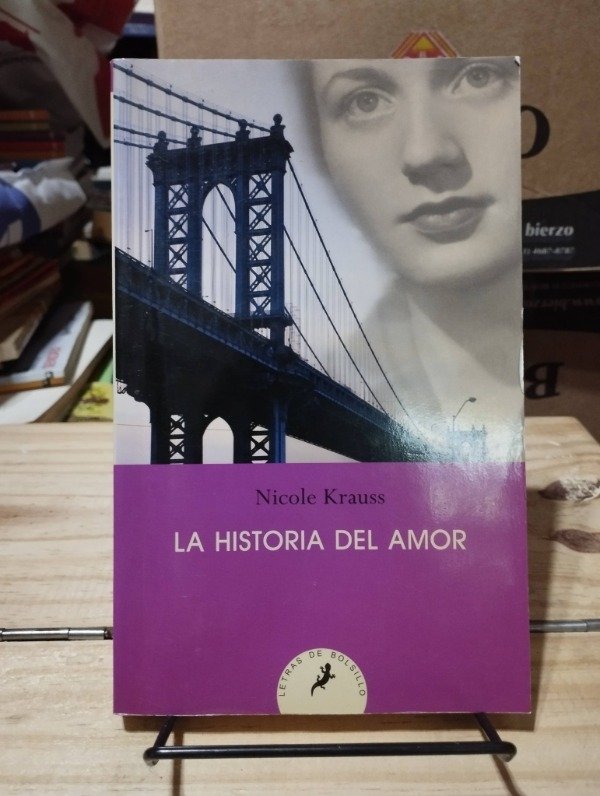 Nicole Krauss
LA HISTORIA DEL AMOR
LETRAS DE BOLSILLO
bierzo